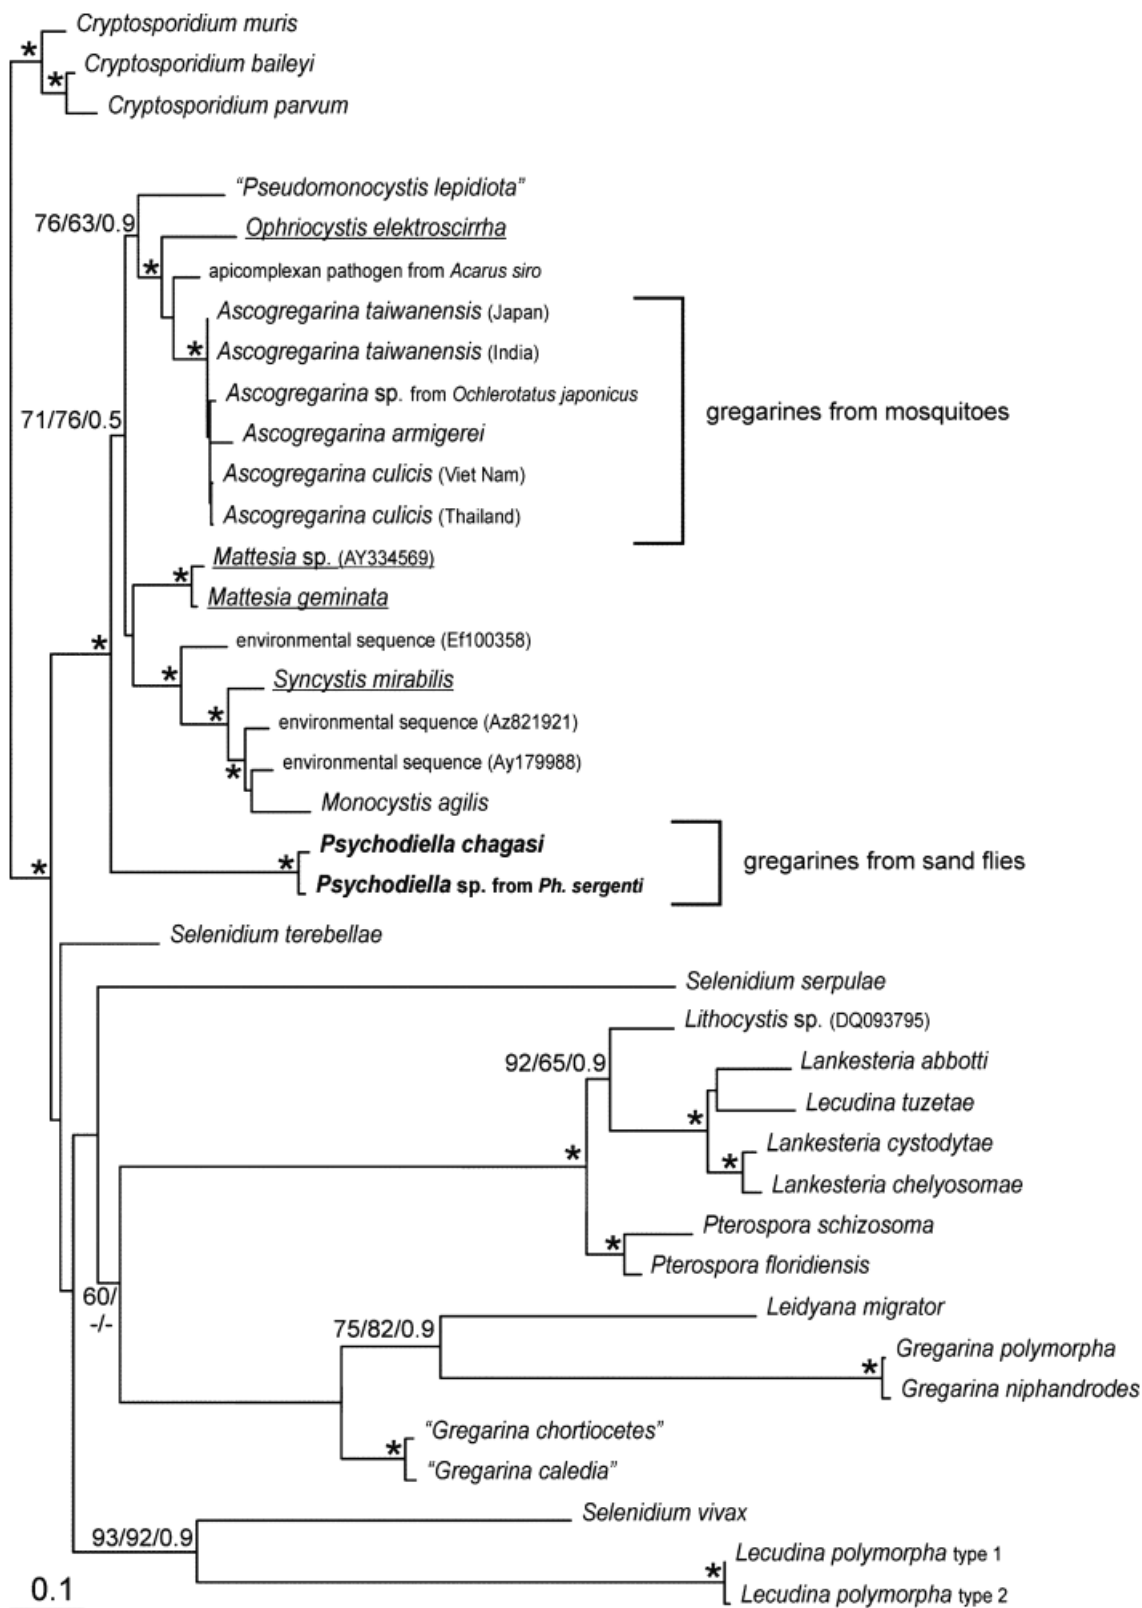 Cryptosporidium muris
*
Cryptosporidium baileyi
*
Cryptosporidium parvum
“Pseudomonocystis lepidiota”
76/63/0.9
Ophriocystis elektroscirrha
*
apicomplexan pathogen from Acarus siro
Ascogregarina taiwanensis (Japan)
*
Ascogregarina taiwanensis (India)
Ascogregarina sp. from Ochlerotatus japonicus
gregarines from mosquitoes
71/76/0.5
Ascogregarina armigerei
Ascogregarina culicis (Viet Nam)
Ascogregarina culicis (Thailand)
Mattesia sp. (AY334569)
*
Mattesia geminata
*
environmental sequence (Ef100358)
*
Syncystis mirabilis
*
environmental sequence (Az821921)
environmental sequence (Ay179988)
*
Monocystis agilis
Psychodiella chagasi
*
gregarines from sand flies
*
Psychodiella sp. from Ph. sergenti
Selenidium terebellae
Selenidium serpulae
Lithocystis sp. (DQ093795)
92/65/0.9
Lankesteria abbotti
Lecudina tuzetae
*
Lankesteria cystodytae
*
*
Lankesteria chelyosomae
Pterospora schizosoma
*
Pterospora floridiensis
60/
-/-
Leidyana migrator
75/82/0.9
Gregarina polymorpha
*
Gregarina niphandrodes
“Gregarina chortiocetes”
*
“Gregarina caledia”
Selenidium vivax
93/92/0.9
Lecudina polymorpha type 1
*
Lecudina polymorpha type 2
0.1